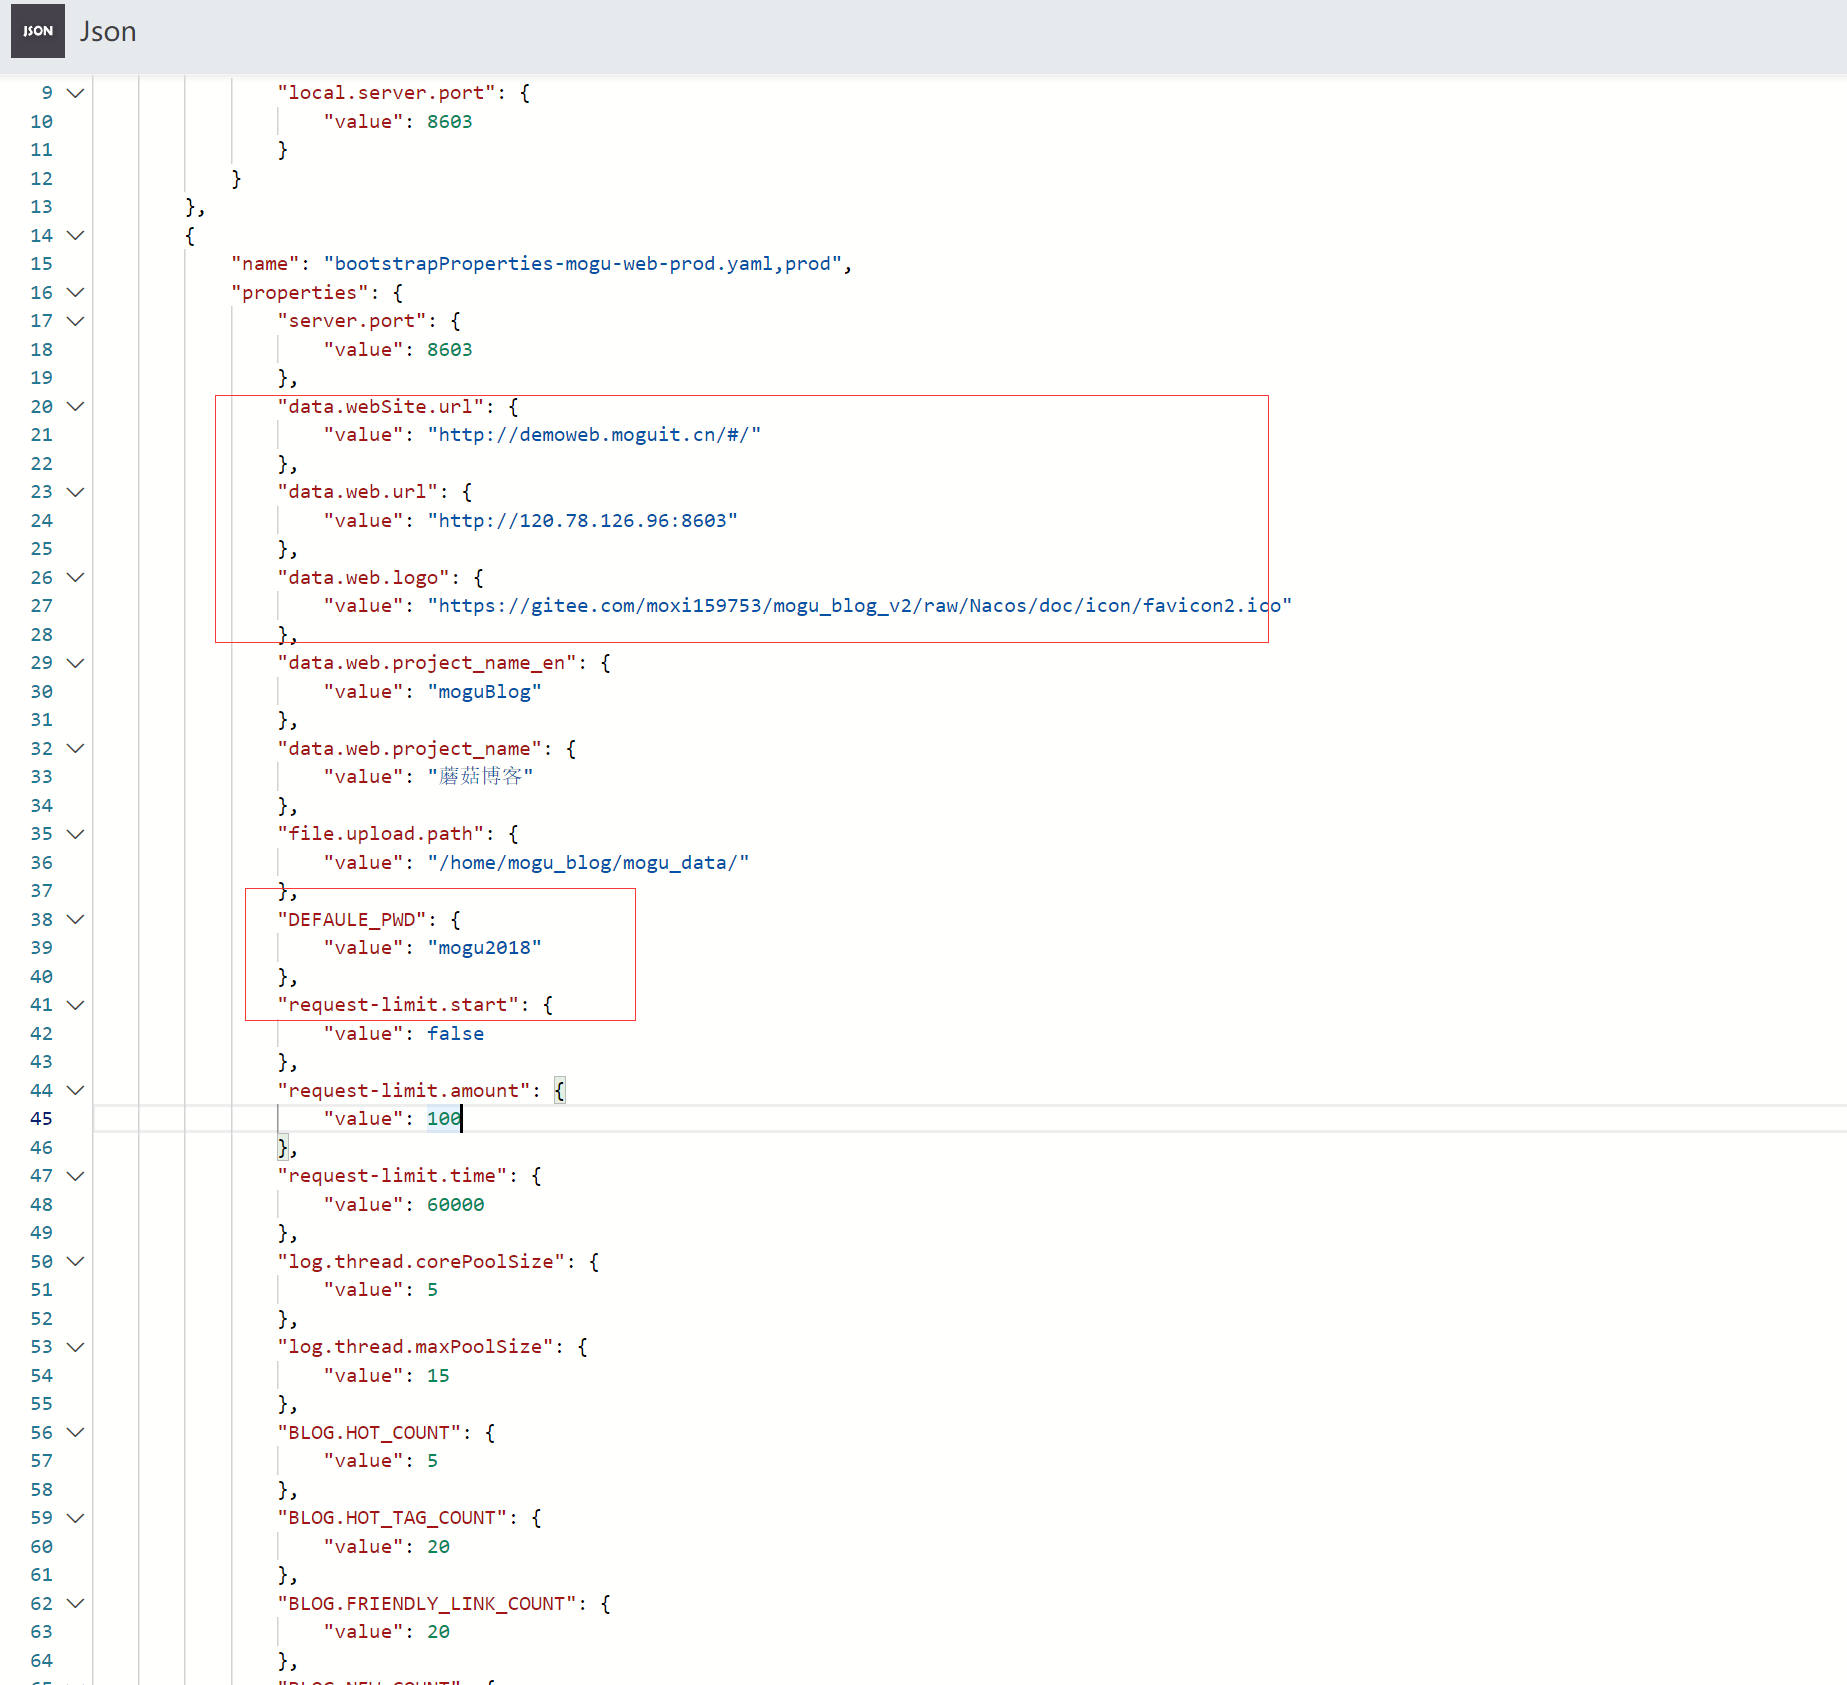 JSON Json
9 "local.server.port": {
10 "value": 8603
11 }
12 }
13 },
14 {
15 "name": "bootstrapProperties-mogu-web-prod.yaml,prod",
16 "properties": {
17 "server.port": {
18 "value": 8603
19 },
20 "data.webSite.url": {
21 "value": "http://demoweb.moguit.cn/#/"
22 },
23 "data.web.url": {
24 "value": "http://120.78.126.96:8603"
25 },
26 "data.web.logo": {
27 "value": "https://gitee.com/moxi159753/mogu_blog_v2/raw/Nacos/doc/icon/favicon2.ico"
28 },
29 "data.web.project_name_en": {
30 "value": "moguBlog"
31 },
32 "data.web.project_name": {
33 "value": "蘑菇博客"
34 },
35 "file.upload.path": {
36 "value": "/home/mogu_blog/mogu_data/"
37 },
38 "DEFAULE_PWD": {
39 "value": "mogu2018"
40 },
41 "request-limit.start": {
42 "value": false
43 },
44 "request-limit.amount": {
45 "value": 100
46 },
47 "request-limit.time": {
48 "value": 60000
49 },
50 "log.thread.corePoolSize": {
51 "value": 5
52 },
53 "log.thread.maxPoolSize": {
54 "value": 15
55 },
56 "BLOG.HOT_COUNT": {
57 "value": 5
58 },
59 "BLOG.HOT_TAG_COUNT": {
60 "value": 20
61 },
62 "BLOG.FRIENDLY_LINK_COUNT": {
63 "value": 20
64 },